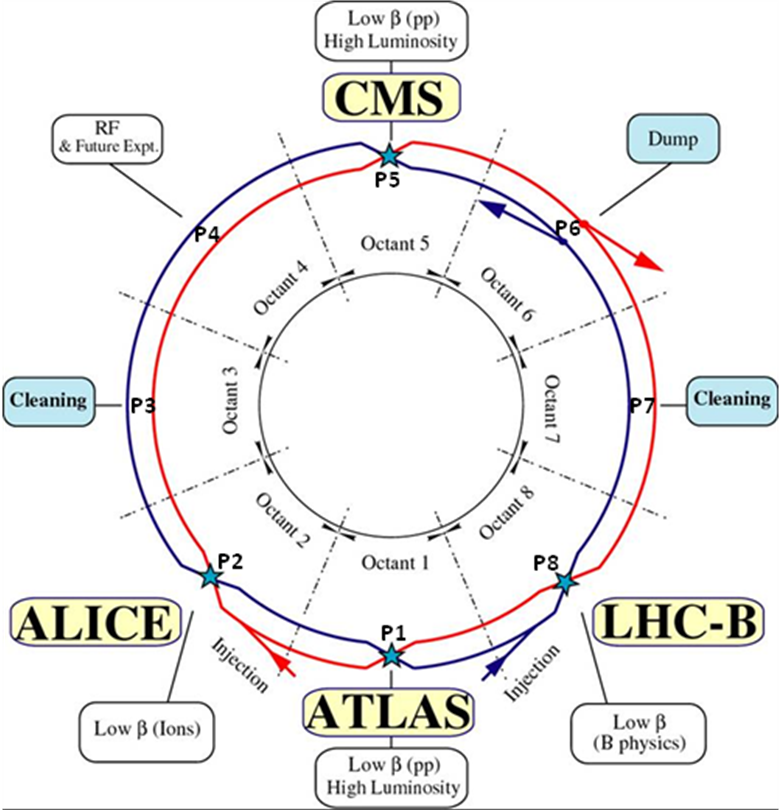 Low β (pp)
High Luminosity
CMS
RF
& Future Expt.
Dump
P5
P4
P6
Octant 5
Octant 4
Octant 6
Cleaning
P3
Octant 3
Octant 7
P7
Cleaning
Octant 2
Octant 8
Octant 1
P2
P8
ALICE
P1
LHC-B
Injection
Injection
ATLAS
Low β (Ions)
Low β
(B physics)
Low β (pp)
High Luminosity